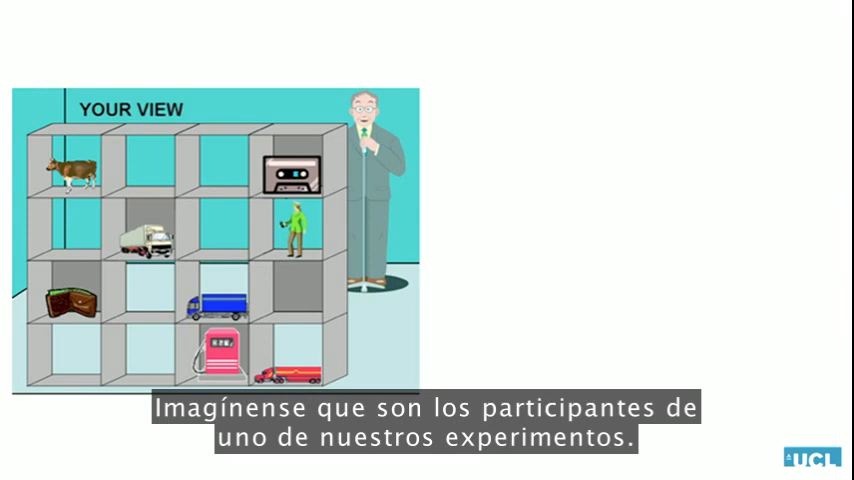 YOUR VIEW
Imagínense que son los participantes de
uno de nuestros experimentos.
UCL